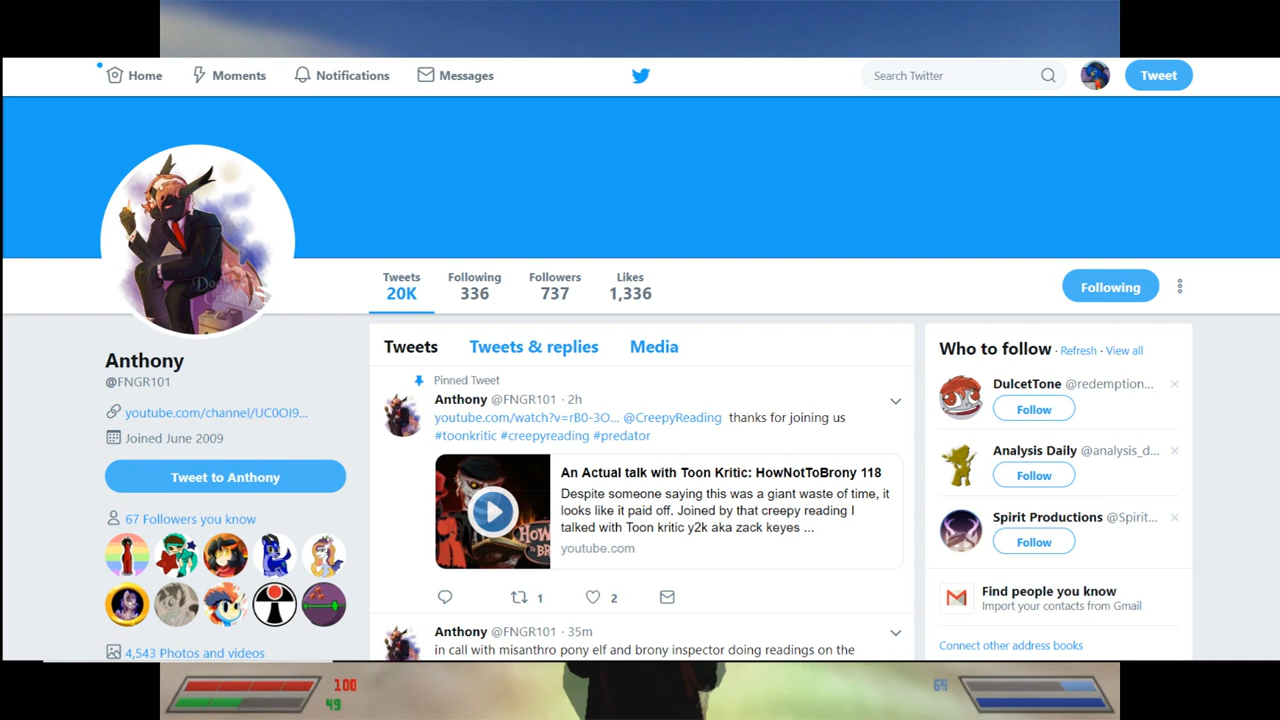 Home
Moments
Notifications
Messages
Search Twitter
Tweet
Tweets
20K
Following
336
Followers
737
Likes
1,336
Following
Anthony
@FNGR101
youtube.com/channel/UC0OI9...
Joined June 2009
Tweet to Anthony
67 Followers you know
4,543 Photos and videos
Tweets
Tweets & replies
Media
Pinned Tweet
Anthony @FNGR101 · 2h
youtube.com/watch?v=rB0-3O... @CreepyReading thanks for joining us
#toonkritic #creepyreading #predator
An Actual talk with Toon Kritic: HowNotToBrony 118
Despite someone saying this was a giant waste of time, it
looks like it paid off. Joined by that creepy reading I
talked with Toon kritic y2k aka zack keyes ...
youtube.com
1
2
Anthony @FNGR101 · 35m
in call with misanthro pony elf and brony inspector doing readings on the
Who to follow · Refresh · View all
DulcetTone @redemption...
Follow
Analysis Daily @analysis_d...
Follow
Spirit Productions @Spirit...
Follow
Find people you know
Import your contacts from Gmail
Connect other address books
100
49
65